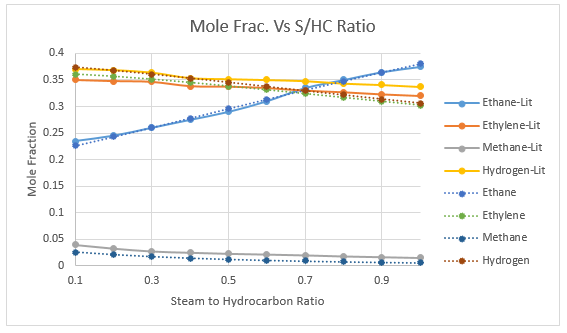 Mole Frac. Vs S/HC Ratio
0.4
0.35
0.3
0.25
0.2
0.15
0.1
0.05
0
Mole Fraction
0.1 0.3 0.5 0.7 0.9
Steam to Hydrocarbon Ratio
Ethane-Lit
Ethylene-Lit
Methane-Lit
Hydrogen-Lit
Ethane
Ethylene
Methane
Hydrogen